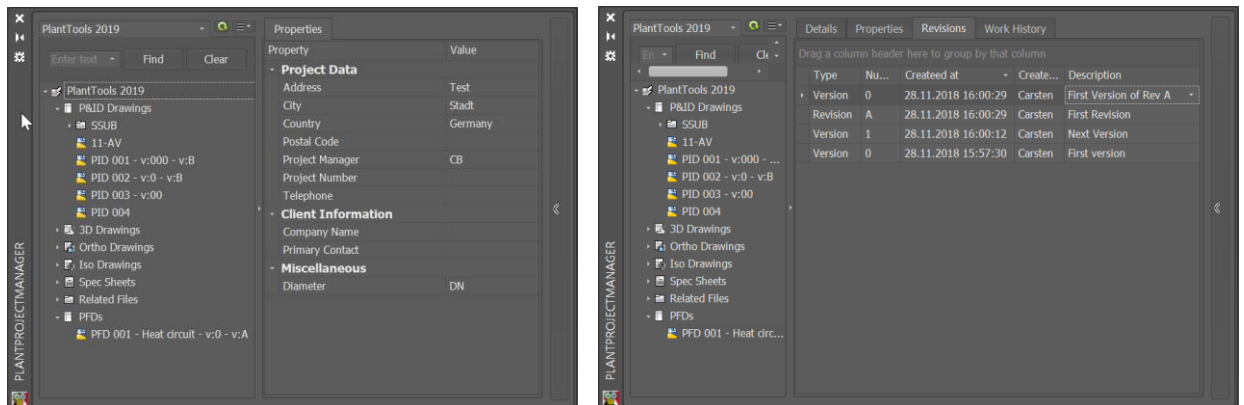 PlantTools 2019
Enter text Find Clear
PlantTools 2019
P&ID Drawings
SSUB
11-AV
PID 001 - v:000 - v:B
PID 002 - v:0 - v:B
PID 003 - v:00
PID 004
3D Drawings
Ortho Drawings
Iso Drawings
Spec Sheets
Related Files
PFDs
PFD 001 - Heat circuit - v:0 - v:A
PLANTPROJECTMANAGER
Properties
Property Value
Project Data
Address Test
City Stadt
Country Germany
Postal Code
Project Manager CB
Project Number
Telephone
Client Information
Company Name
Primary Contact
Miscellaneous
Diameter DN
PlantTools 2019
En Find Cle
PlantTools 2019
P&ID Drawings
SSUB
11-AV
PID 001 - v:000 - ...
PID 002 - v:0 - v:B
PID 003 - v:00
PID 004
3D Drawings
Ortho Drawings
Iso Drawings
Spec Sheets
Related Files
PFDs
PFD 001 - Heat circ...
PLANTPROJECTMANAGER
Details Properties Revisions Work History
Drag a column header here to group by that column
Type Nu... Createed at Create... Description
Version 0 28.11.2018 16:00:29 Carsten First Version of Rev A
Revision A 28.11.2018 16:00:29 Carsten First Revision
Version 1 28.11.2018 16:00:12 Carsten Next Version
Version 0 28.11.2018 15:57:30 Carsten First version